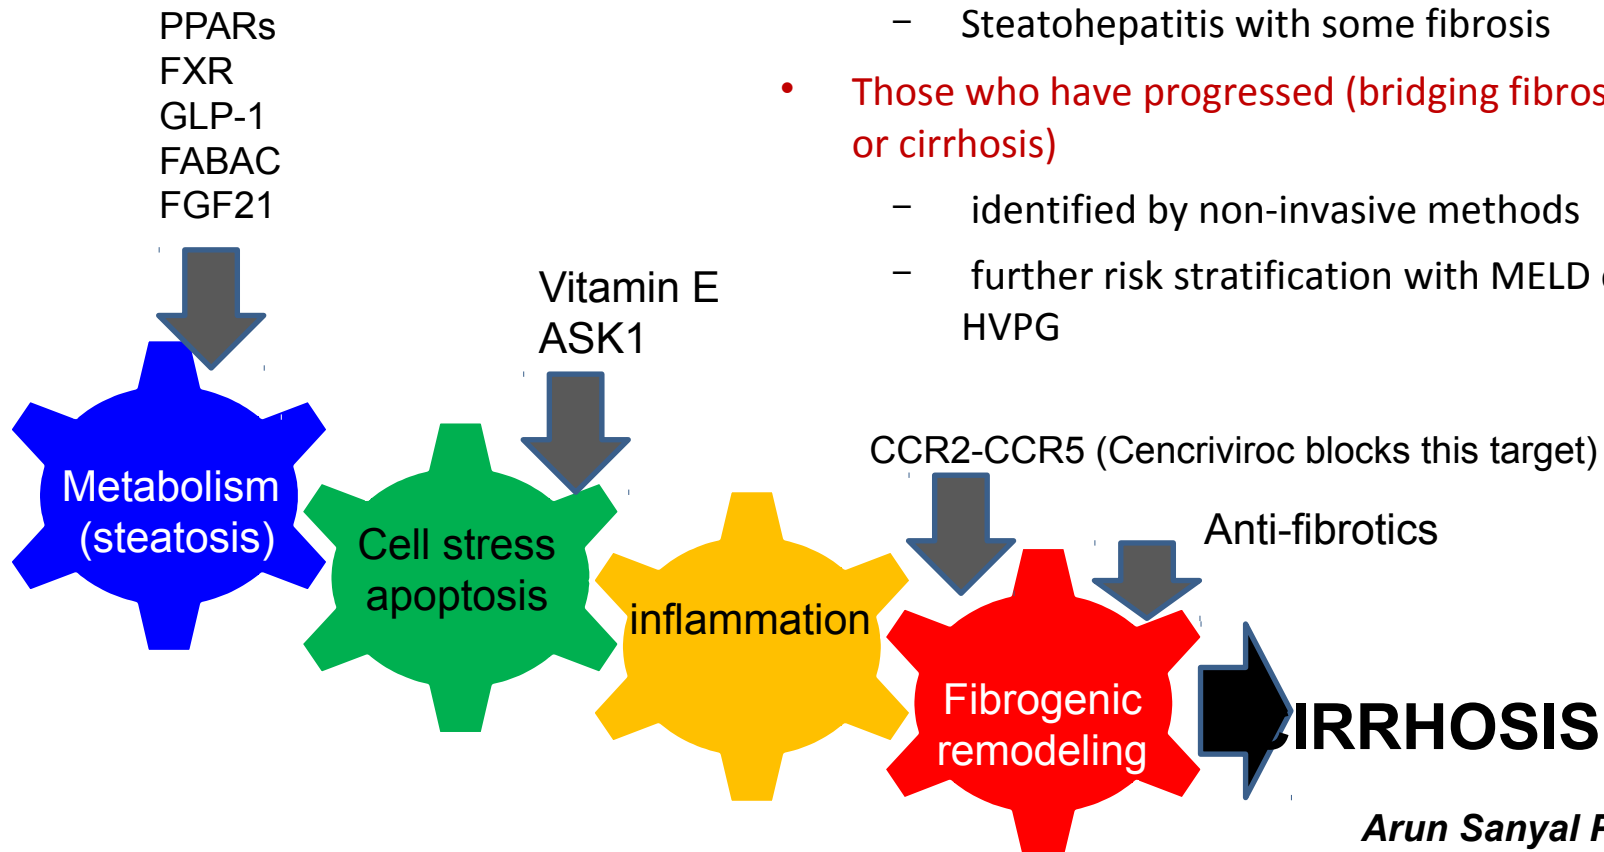 PPARs
FXR
GLP-1
FABAC
FGF21
– Steatohepatitis with some fibrosis
• Those who have progressed (bridging fibros
or cirrhosis)
– identified by non-invasive methods
– further risk stratification with MELD
HVPG
Vitamin E
ASK1
CCR2-CCR5 (Cencriviroc blocks this target)
Anti-fibrotics
Metabolism
(steatosis)
Cell stress
apoptosis
inflammation
Fibrogenic
remodeling
CIRRHOSIS
Arun Sanyal